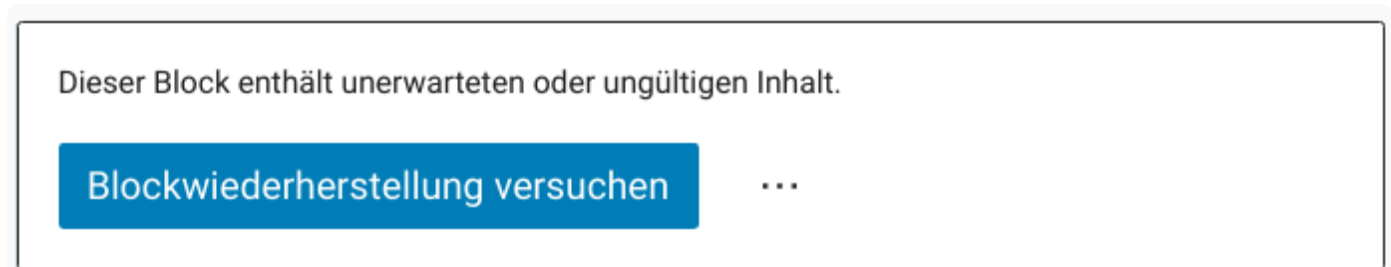 Dieser Block enthält unerwarteten oder ungültigen Inhalt.
Blockwiederherstellung versuchen ...